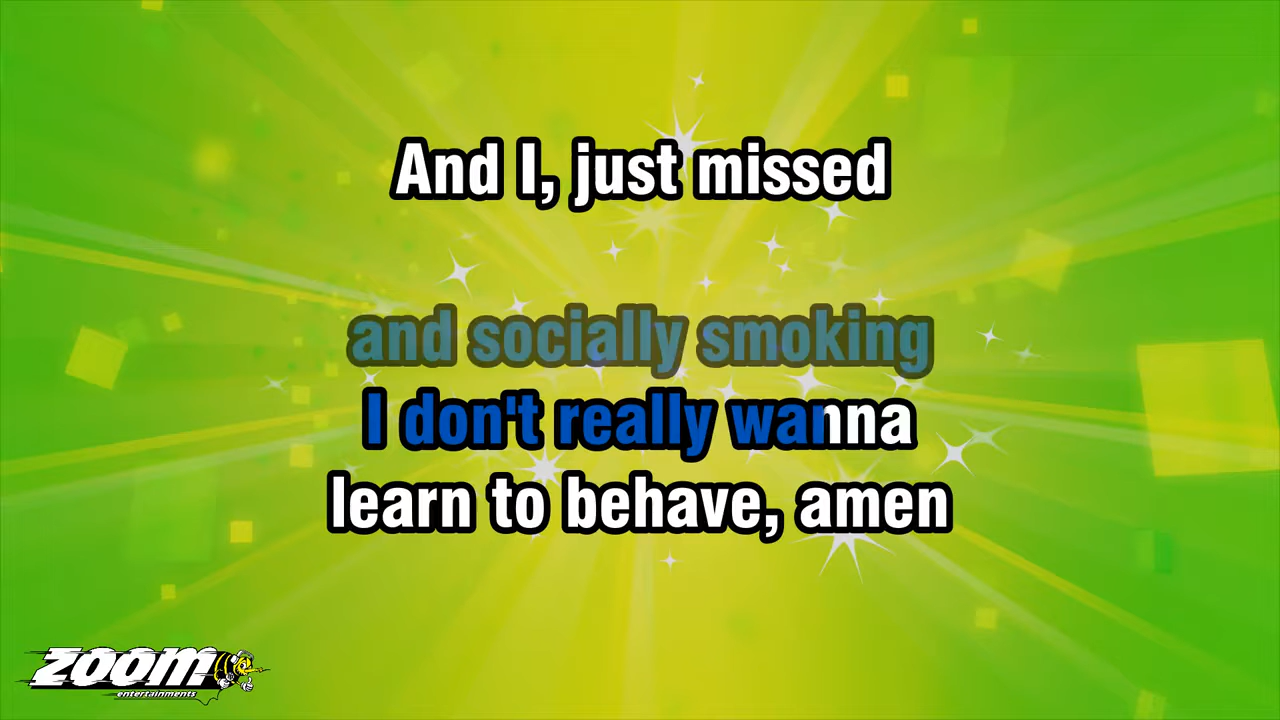 And I, just missed
and socially smoking
I don't really wanna
learn to behave, amen
zoom
entertainments